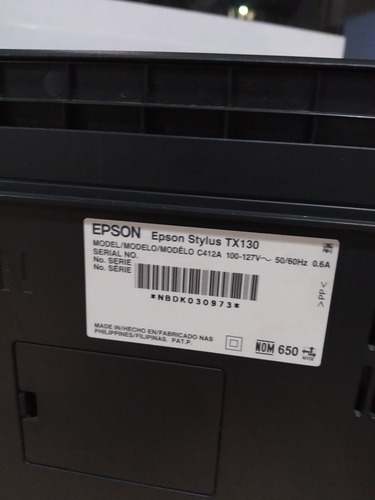 EPSON Epson Stylus TX130
MODEL/MODELO/MODÉLO C412A 100-127V~ 50/60Hz 0.6A
SERIAL NO.
No. SERIE
No. SÉRIE
*NBDK030973*
MADE IN/HECHO EN/FABRICADO NAS
PHILIPPINES/FILIPINAS. PAT.P.
NOM 650
>PP<